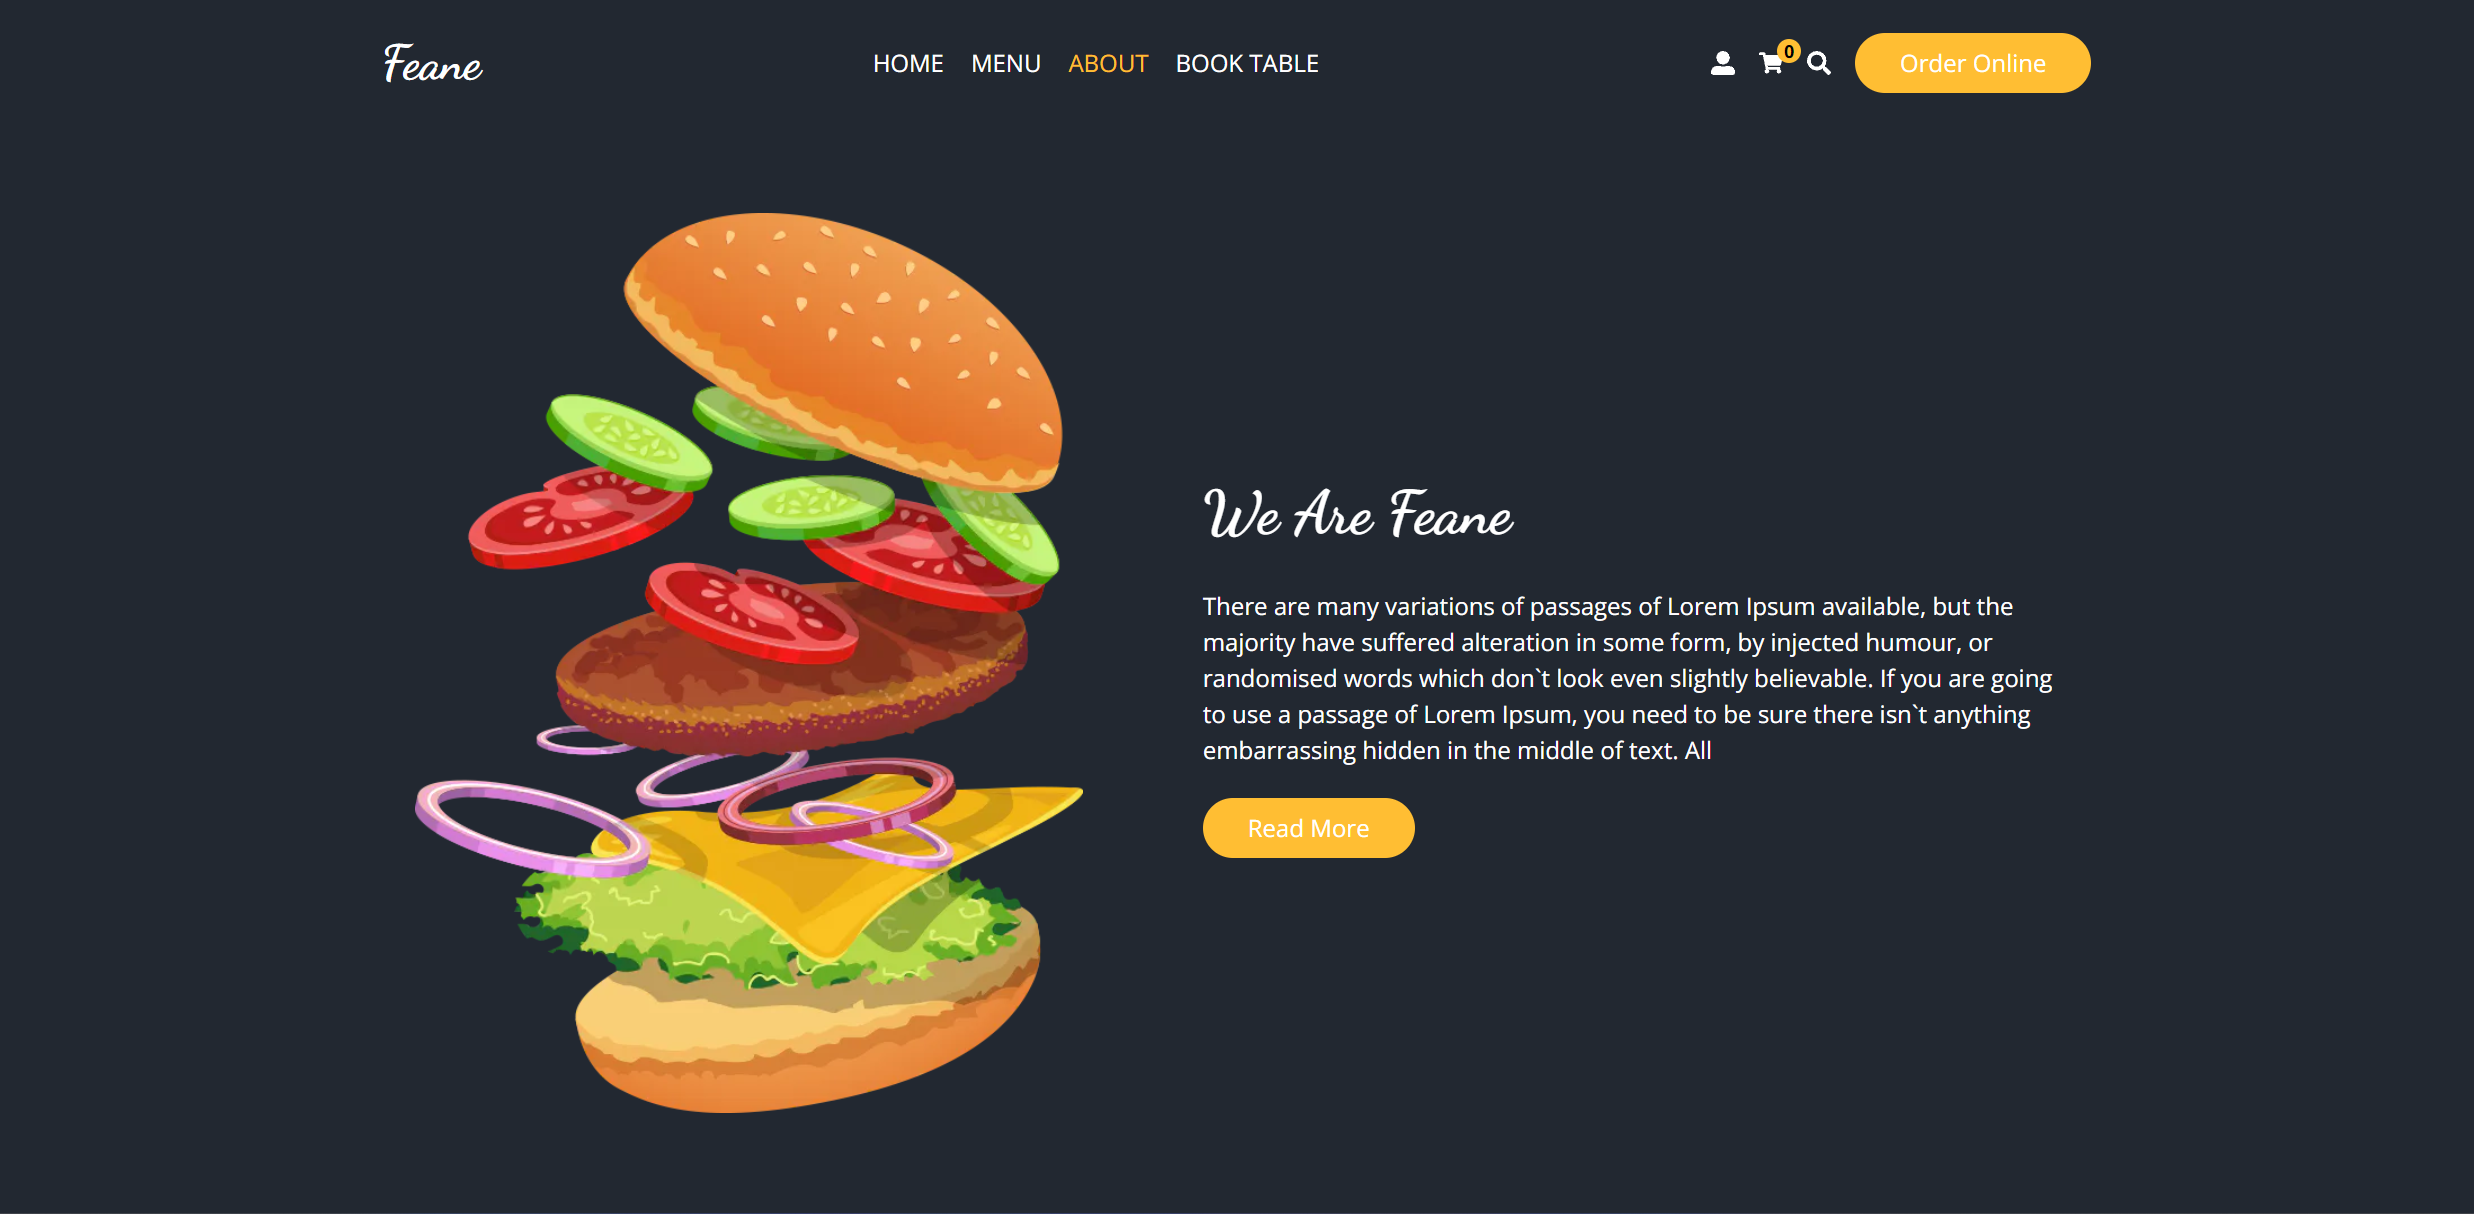 Feane
HOME MENU ABOUT BOOK TABLE
0
Order Online
We Are Feane
There are many variations of passages of Lorem Ipsum available, but the
majority have suffered alteration in some form, by injected humour, or
randomised words which don`t look even slightly believable. If you are going
to use a passage of Lorem Ipsum, you need to be sure there isn`t anything
embarrassing hidden in the middle of text. All
Read More